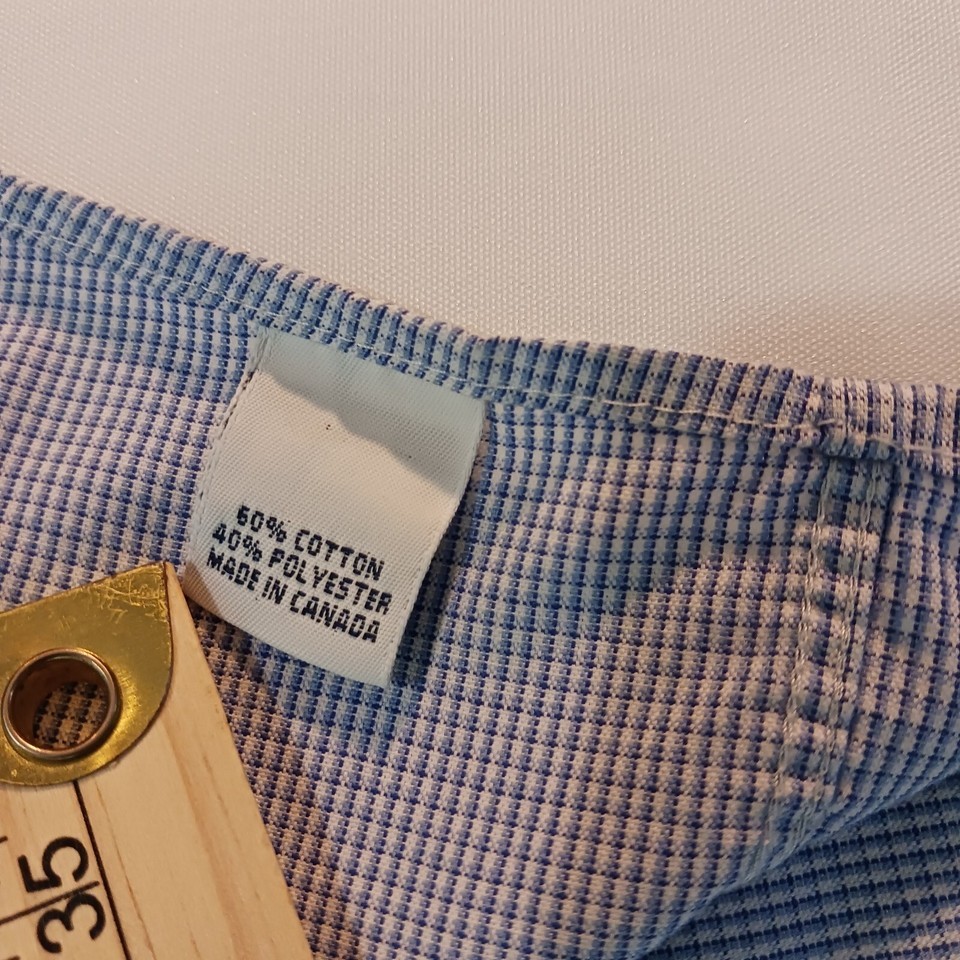 60% COTTON
40% POLYESTER
MADE IN CANADA
35